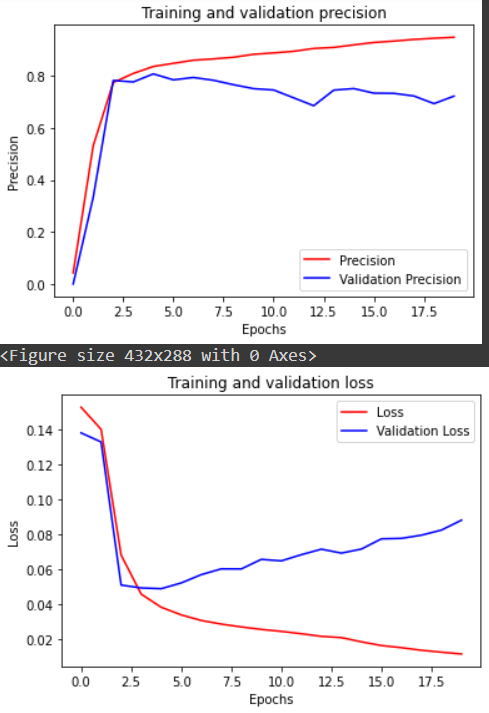 Training and validation precision
0.8
0.6
0.4
0.2
0.0
Precision
Precision
Validation Precision
0.0 2.5 5.0 7.5 10.0 12.5 15.0 17.5
Epochs
<Figure size 432x288 with 0 Axes>
Training and validation loss
0.14
0.12
0.10
0.08
0.06
0.04
0.02
Loss
Loss
Validation Loss
0.0 2.5 5.0 7.5 10.0 12.5 15.0 17.5
Epochs